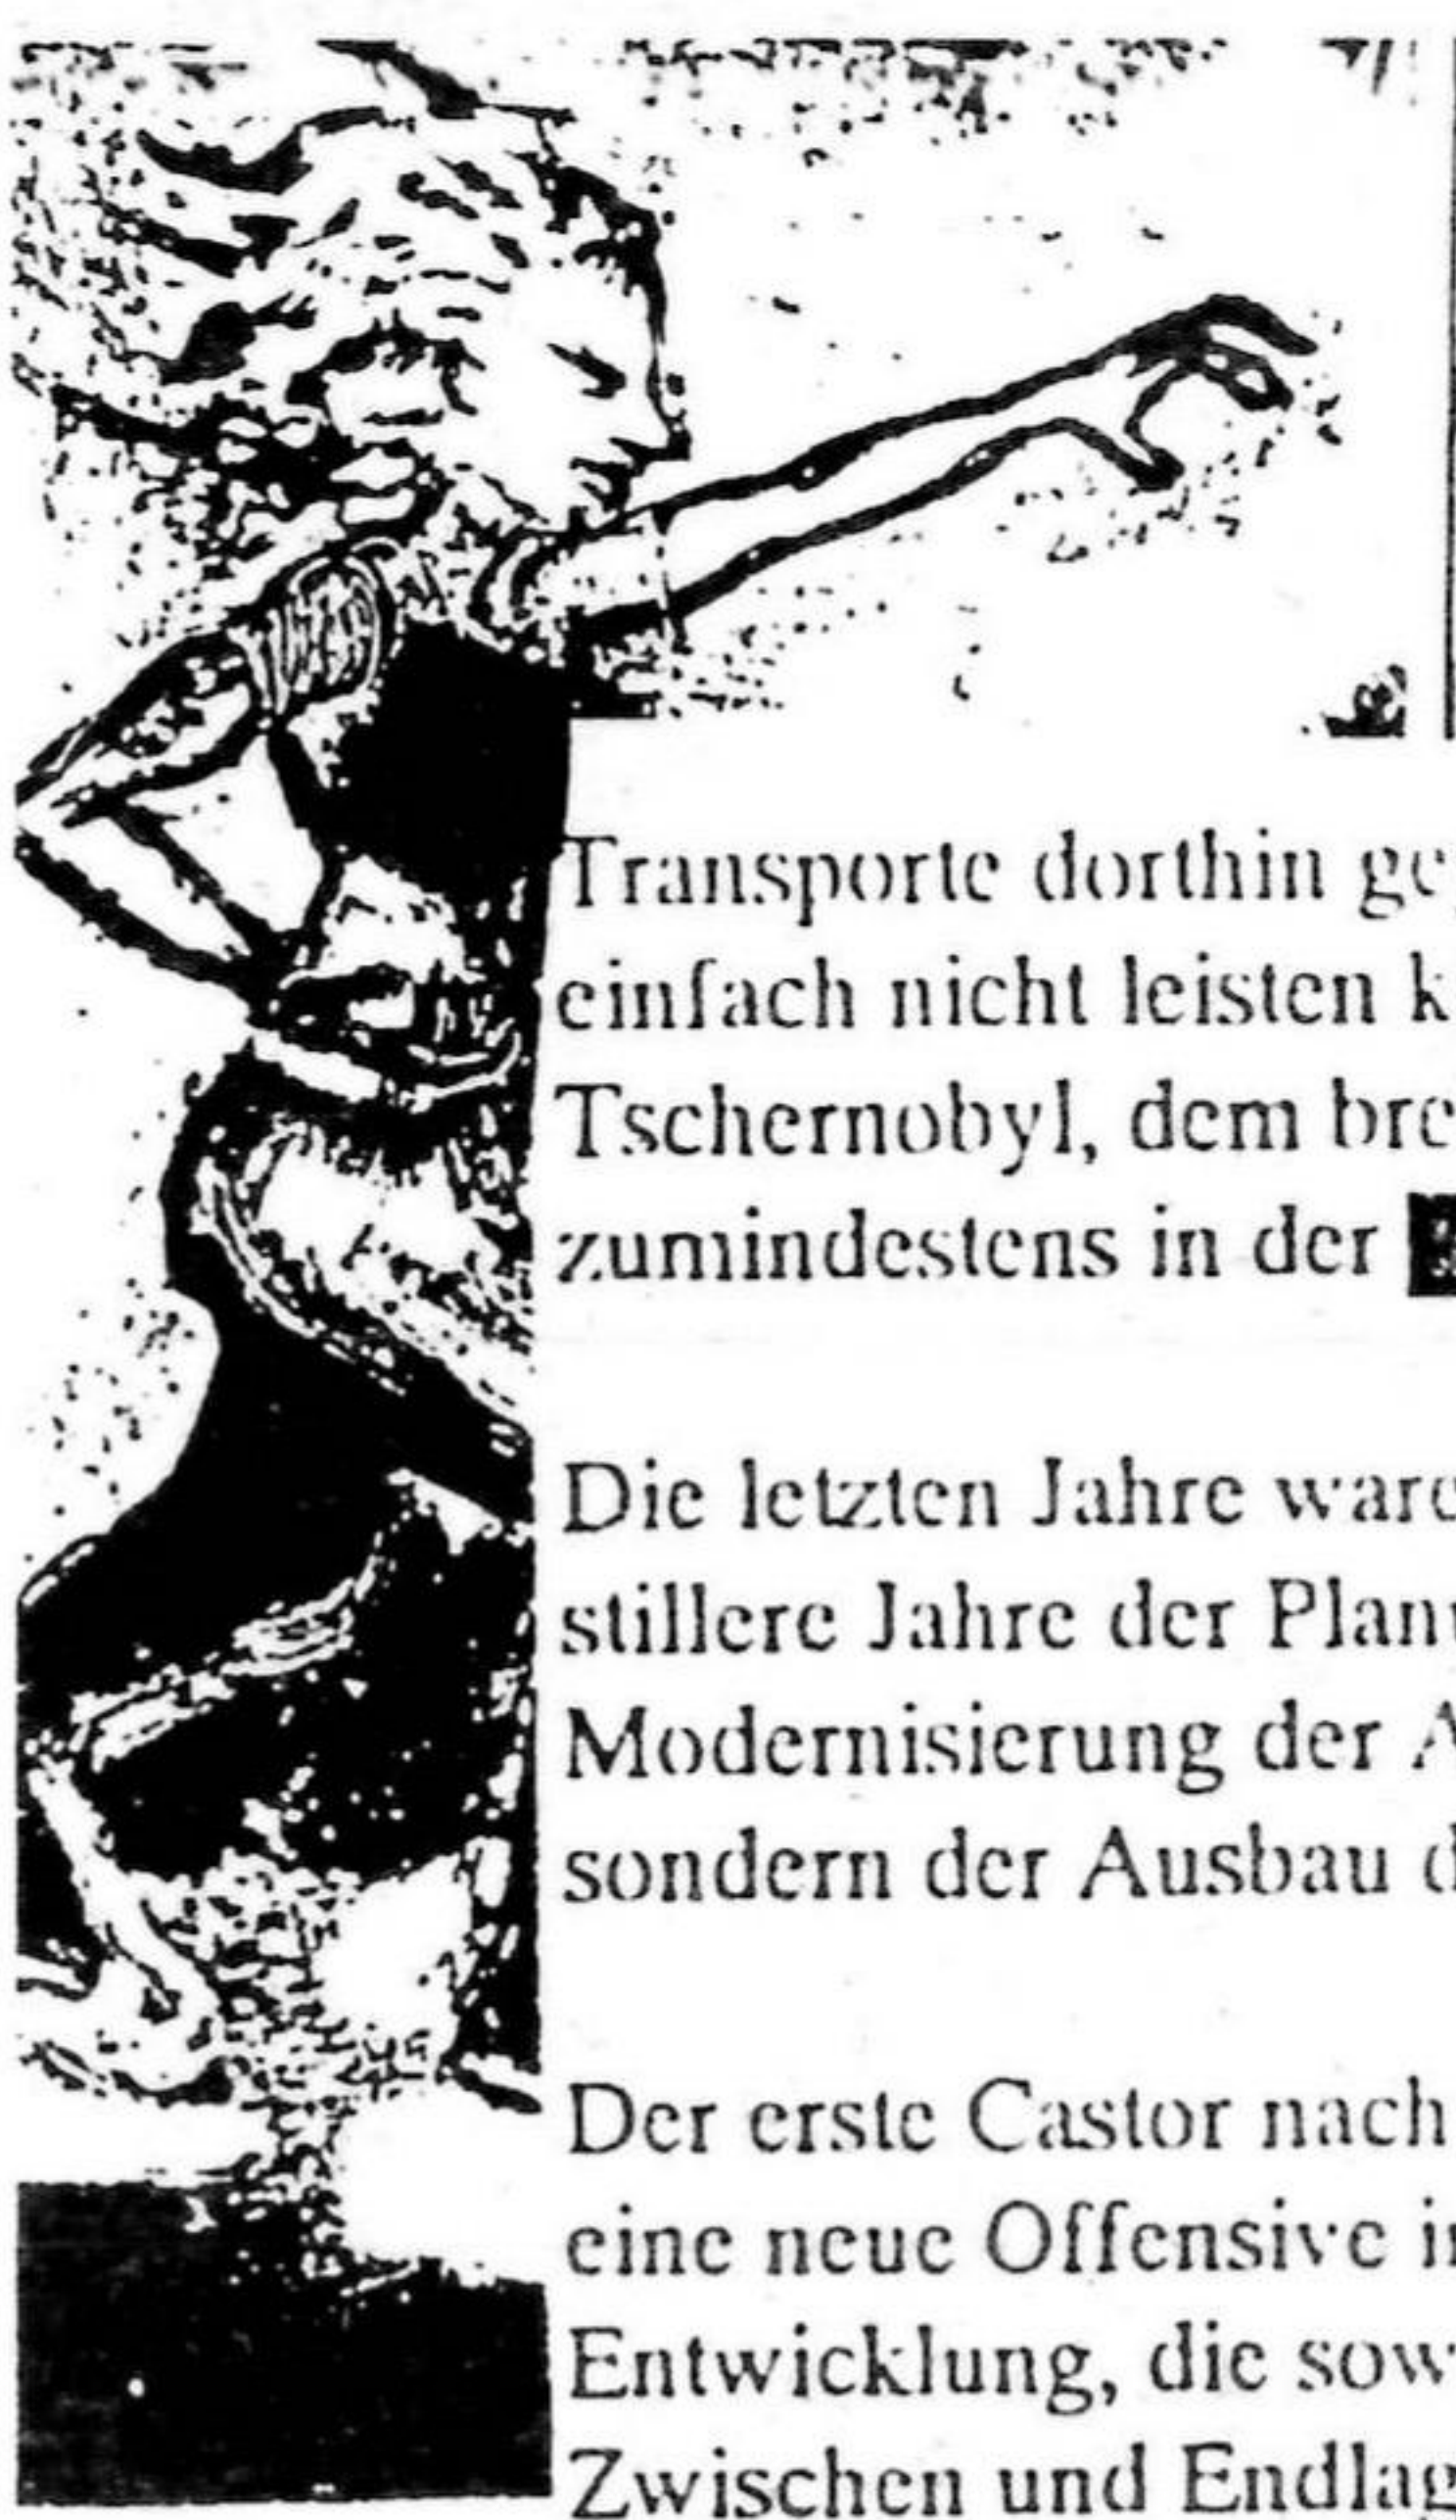 Transporte dorthin ge
einfach nicht leisten k
Tschernobyl, dem bre
zumindestens in der
Die letzten Jahre ware
stillere Jahre der Plan
Modernisierung der A
sondern der Ausbau d
Der erste Castor nach
eine neue Offensive i
Entwicklung, die sow
Zwischen und Endlag